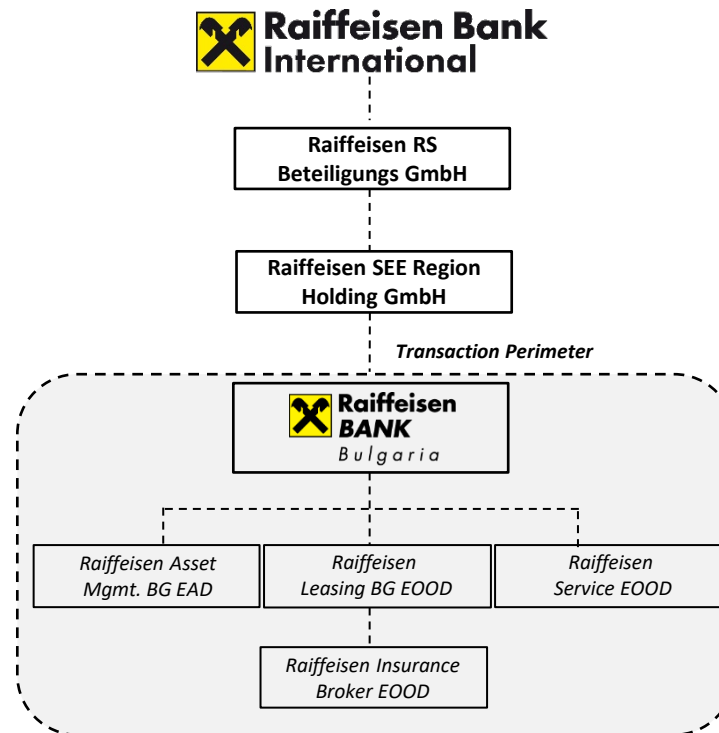 Raiffeisen Bank
International
Raiffeisen RS
Beteiligungs GmbH
Raiffeisen SEE Region
Holding GmbH
Transaction Perimeter
Raiffeisen
BANK
Bulgaria
Raiffeisen Asset
Mgmt. BG EAD
Raiffeisen
Leasing BG EOOD
Raiffeisen
Service EOOD
Raiffeisen Insurance
Broker EOOD